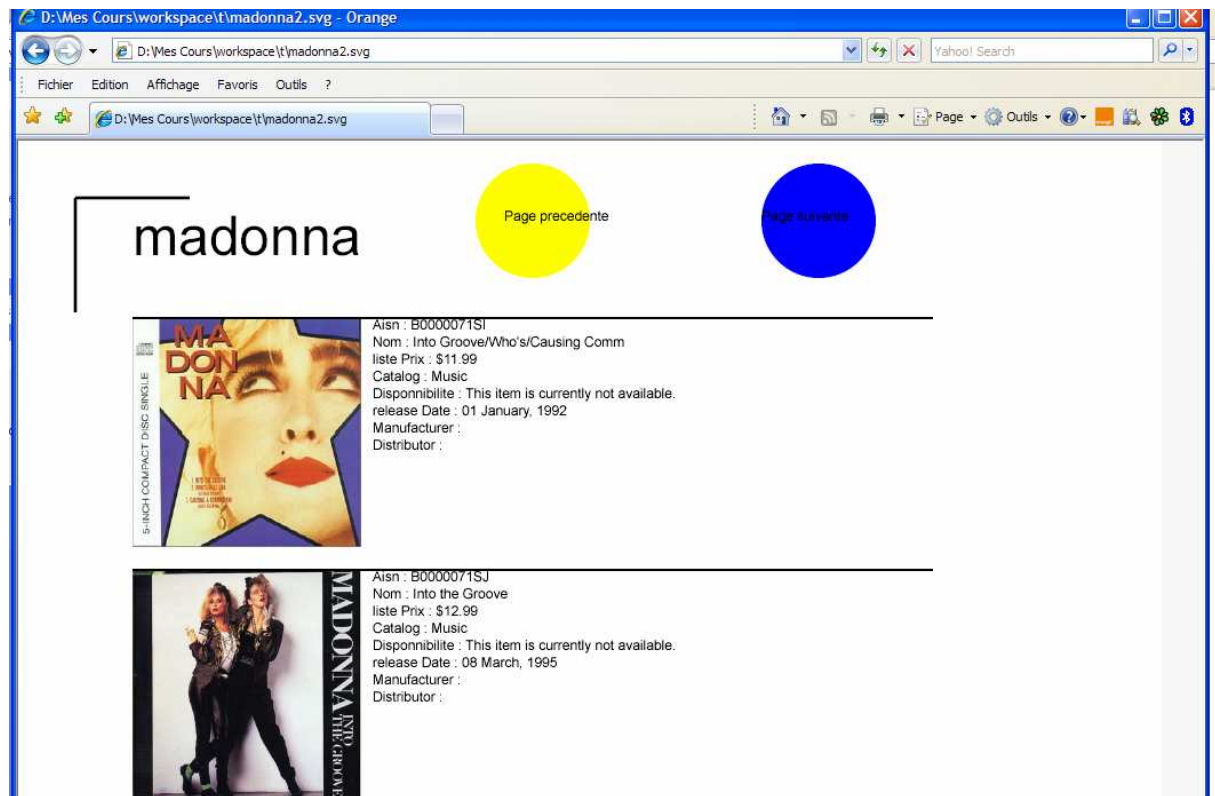 D:\Mes Cours\workspace\t\madonna2.svg - Orange
D:\Mes Cours\workspace\t\madonna2.svg
Yahoo! Search
Fichier Edition Affichage Favoris Outils ?
D:\Mes Cours\workspace\t\madonna2.svg
Page Outils
Page precedente
Page suivante
madonna
MA
DON
NA
5-INCH COMPACT DISC SINGLE
Aisn : B0000071SI
Nom : Into Groove/Who's/Causing Comm
liste Prix : $11.99
Catalog : Music
Disponnibilite : This item is currently not available.
release Date : 01 January, 1992
Manufacturer :
Distributor :
MADONNA INTO
THE GROOVE
Aisn : B0000071SJ
Nom : Into the Groove
liste Prix : $12.99
Catalog : Music
Disponnibilite : This item is currently not available.
release Date : 08 March, 1995
Manufacturer :
Distributor :